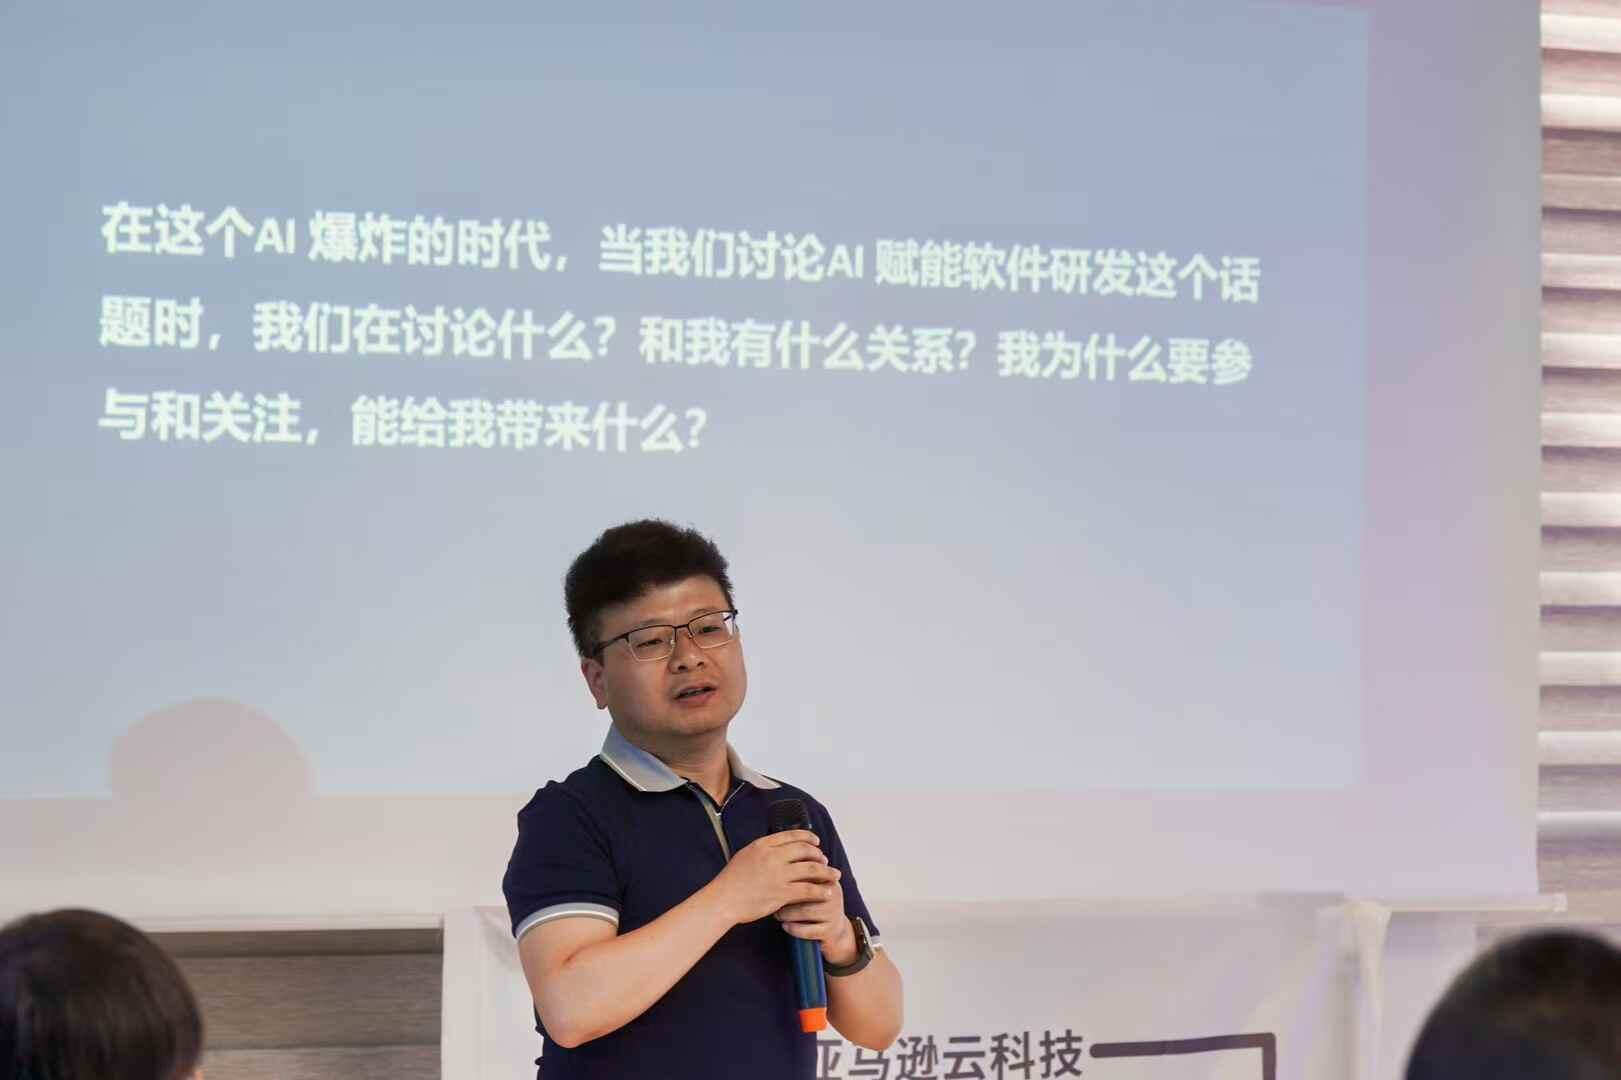 在这个AI 爆炸的时代，当我们讨论AI 赋能软件研发这个话
题时，我们在讨论什么？和我有什么关系？我为什么要参
与和关注，能给我带来什么？
亚马逊云科技